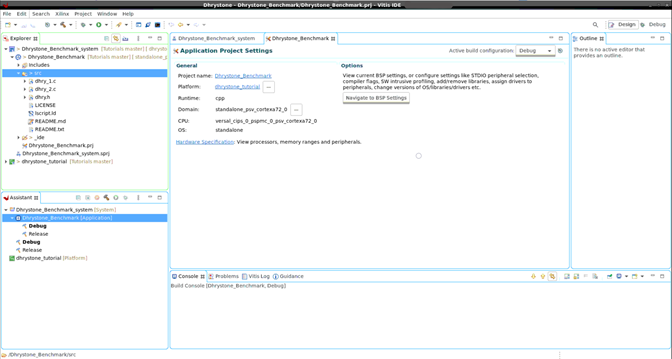 Dhrystone - Dhrystone_Benchmark/Dhrystone_Benchmark.prj - Vitis IDE
File Edit Search Xilinx Project Window Help
Design Debug
Explorer
Dhrystone_Benchmark_system [Tutorials master]
Dhrystone_Benchmark [standalone_psv_co
Includes
> src
dhry_1.c
dhry_2.c
dhry.h
LICENSE
lscript.ld
README.md
README.txt
> _ide
Dhrystone_Benchmark.prj
Dhrystone_Benchmark_system.sprj
> dhrystone_tutorial [Tutorials master]
Assistant
Dhrystone_Benchmark_system [System]
Dhrystone_Benchmark [Application]
Debug
Release
Debug
Release
dhrystone_tutorial [Platform]
Dhrystone_Benchmark_system Dhrystone_Benchmark
Application Project Settings Active build configuration: Debug
General
Project name: Dhrystone_Benchmark
Platform: dhrystone_tutorial ...
Runtime: cpp
Domain: standalone_psv_cortexa72_0 ...
CPU: versal_cips_0_pspmc_0_psv_cortexa72_0
OS: standalone
Hardware Specification: View processors, memory ranges and peripherals.
Options
View current BSP settings, or configure settings like STDIO peripheral selection,
compiler flags, SW intrusive profiling, add/remove libraries, assign drivers to
peripherals, change versions of OS/libraries/drivers etc.
Navigate to BSP Settings
Outline
There is no active editor that
provides an outline.
Console Problems Vitis Log Guidance
Build Console [Dhrystone_Benchmark, Debug]
/Dhrystone_Benchmark/src